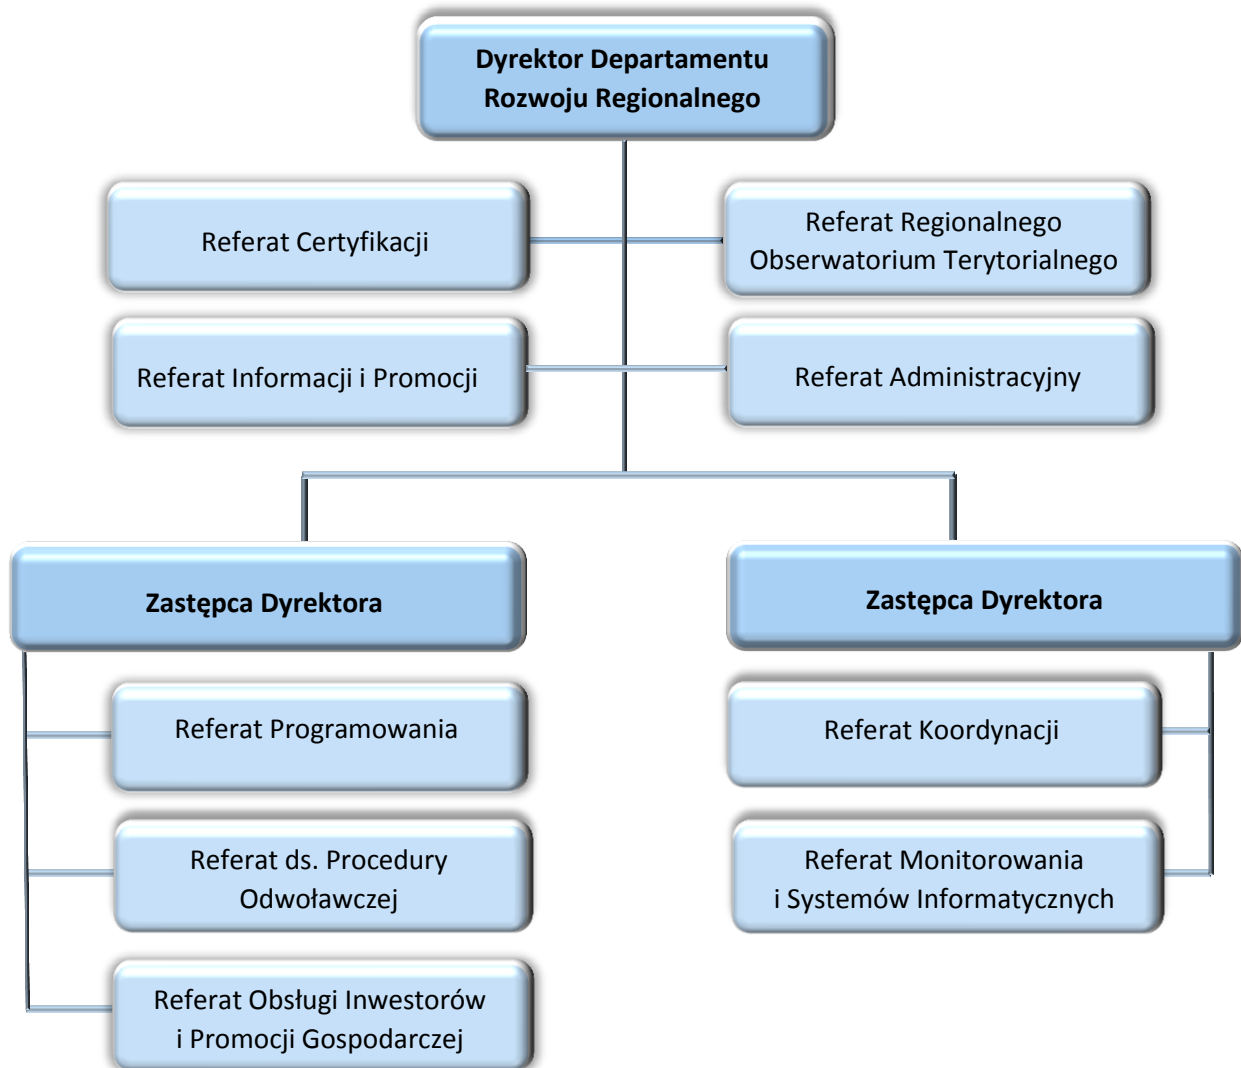 Dyrektor Departamentu
Rozwoju Regionalnego
Referat Certyfikacji
Referat Regionalnego
Obserwatorium Terytorialnego
Referat Informacji i Promocji
Referat Administracyjny
Zastępca Dyrektora
Zastępca Dyrektora
Referat Programowania
Referat ds. Procedury
Odwoławczej
Referat Obsługi Inwestorów
i Promocji Gospodarczej
Referat Koordynacji
Referat Monitorowania
i Systemów Informatycznych